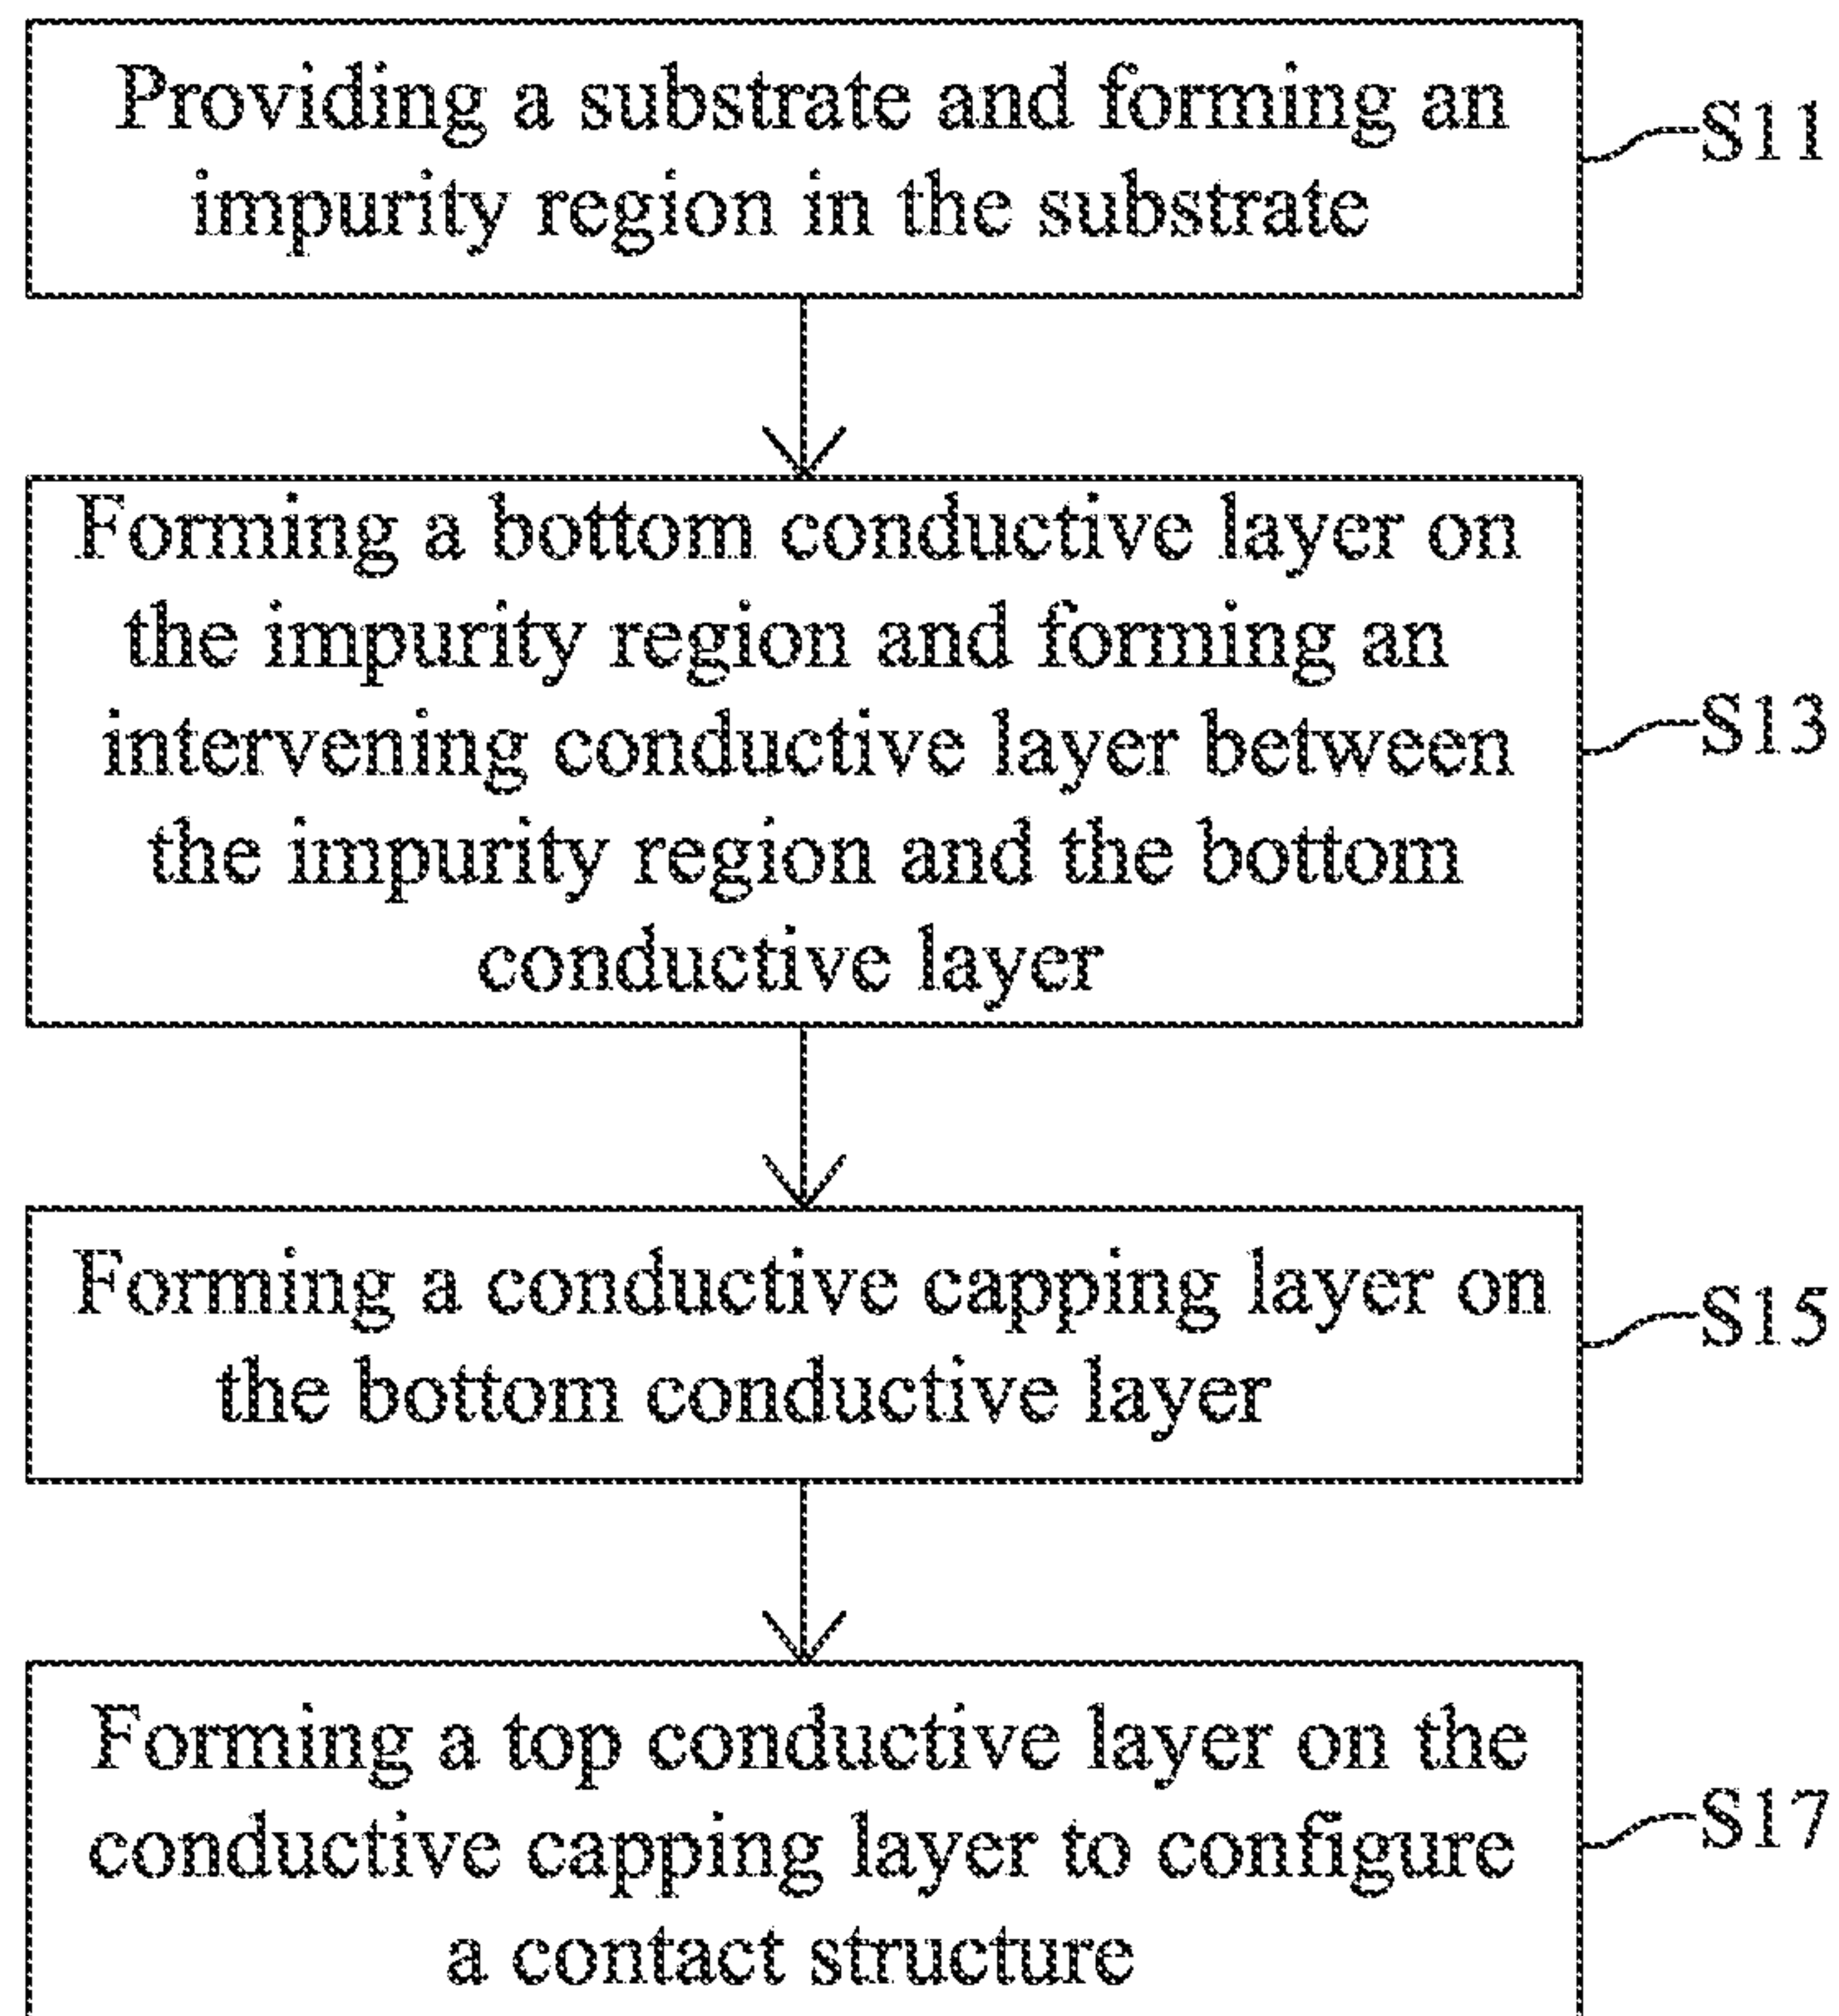 Providing a substrate and forming an
impurity region in the substrate
S11
Forming a bottom conductive layer on
the impurity region and forming an
intervening conductive layer between
the impurity region and the bottom
conductive layer
S13
Forming a conductive capping layer on
the bottom conductive layer
S15
Forming a top conductive layer on the
conductive capping layer to configure
a contact structure
S17